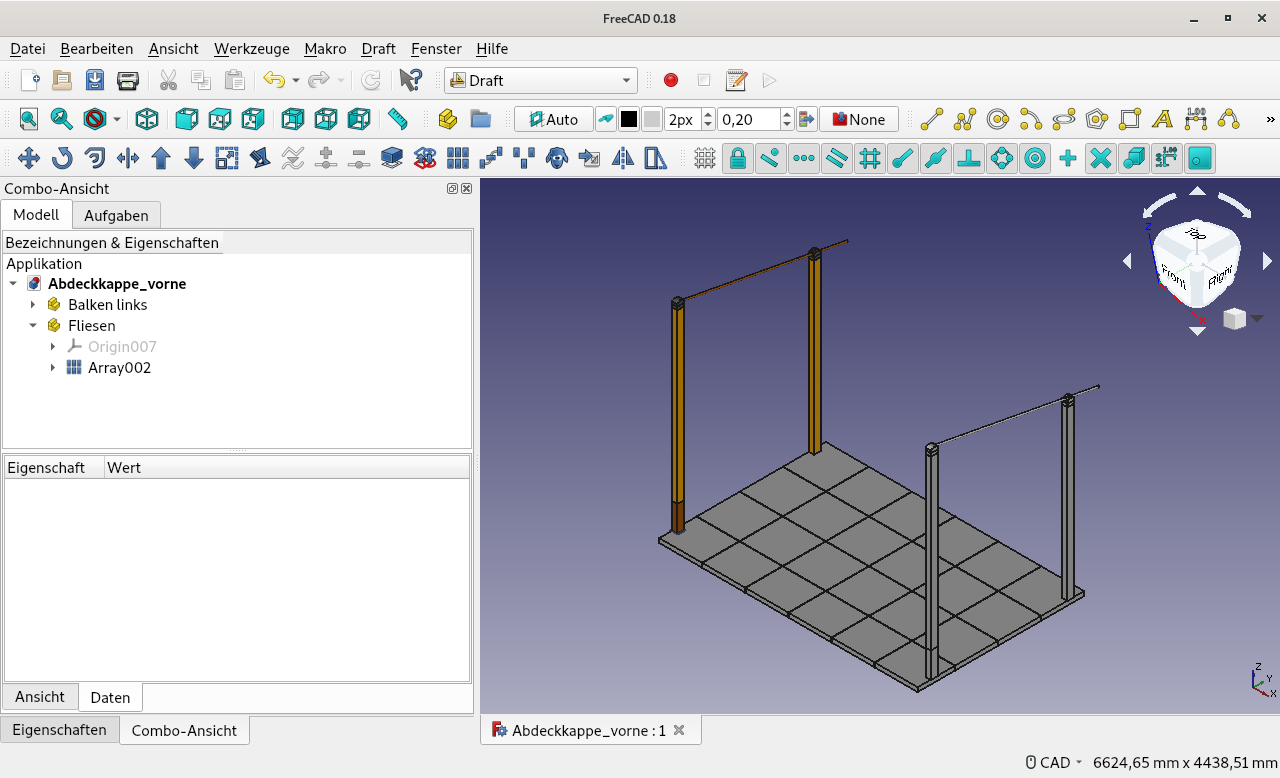 FreeCAD 0.18
Datei Bearbeiten Ansicht Werkzeuge Makro Draft Fenster Hilfe
Draft
Auto 2px 0,20 None
A 1.00 »
Combo-Ansicht
Modell Aufgaben
Bezeichnungen & Eigenschaften
Applikation
Abdeckkappe_vorne
Balken links
Fliesen
Origin007
Array002
Eigenschaft Wert
Ansicht Daten
Eigenschaften Combo-Ansicht
Z
Top
Front Right
X
Z
Y
X
Abdeckkappe_vorne : 1
CAD 6624,65 mm x 4438,51 mm